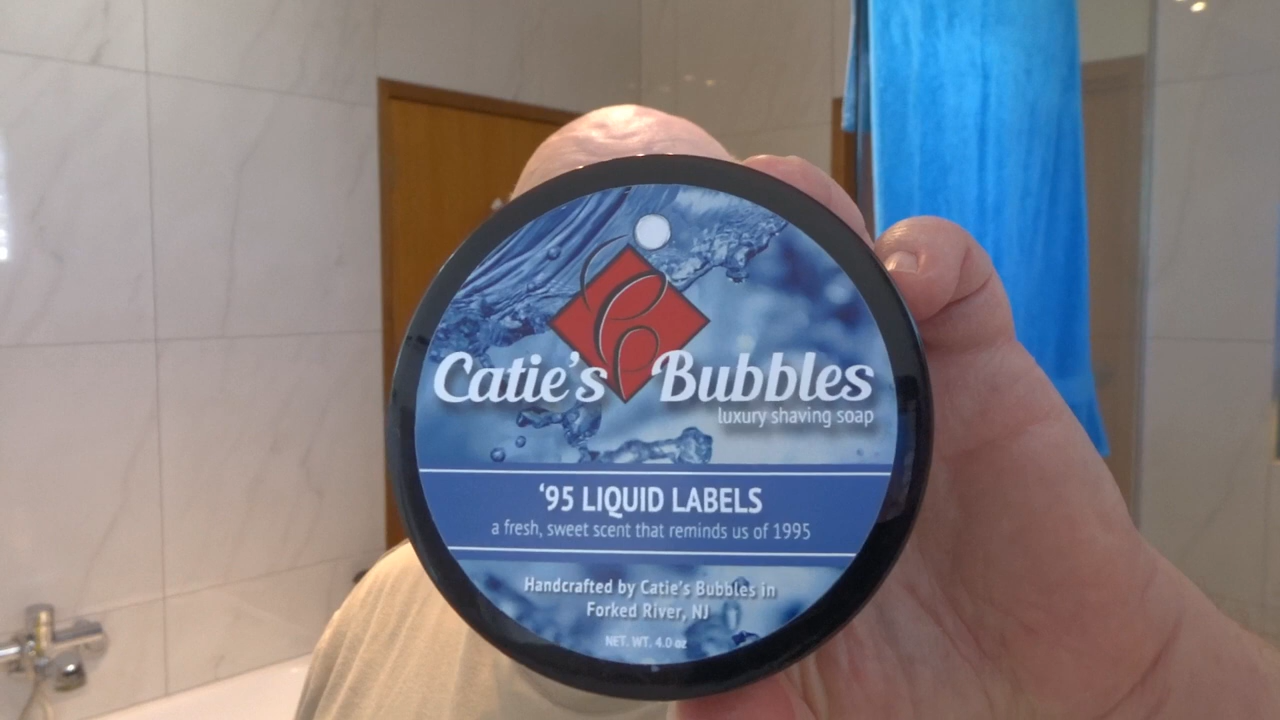 Catie's Bubbles
luxury shaving soap
‘95 LIQUID LABELS
a fresh, sweet scent that reminds us of 1995
Handcrafted by Catie's Bubbles in
Forked River, NJ
NET. WT. 4.0 oz